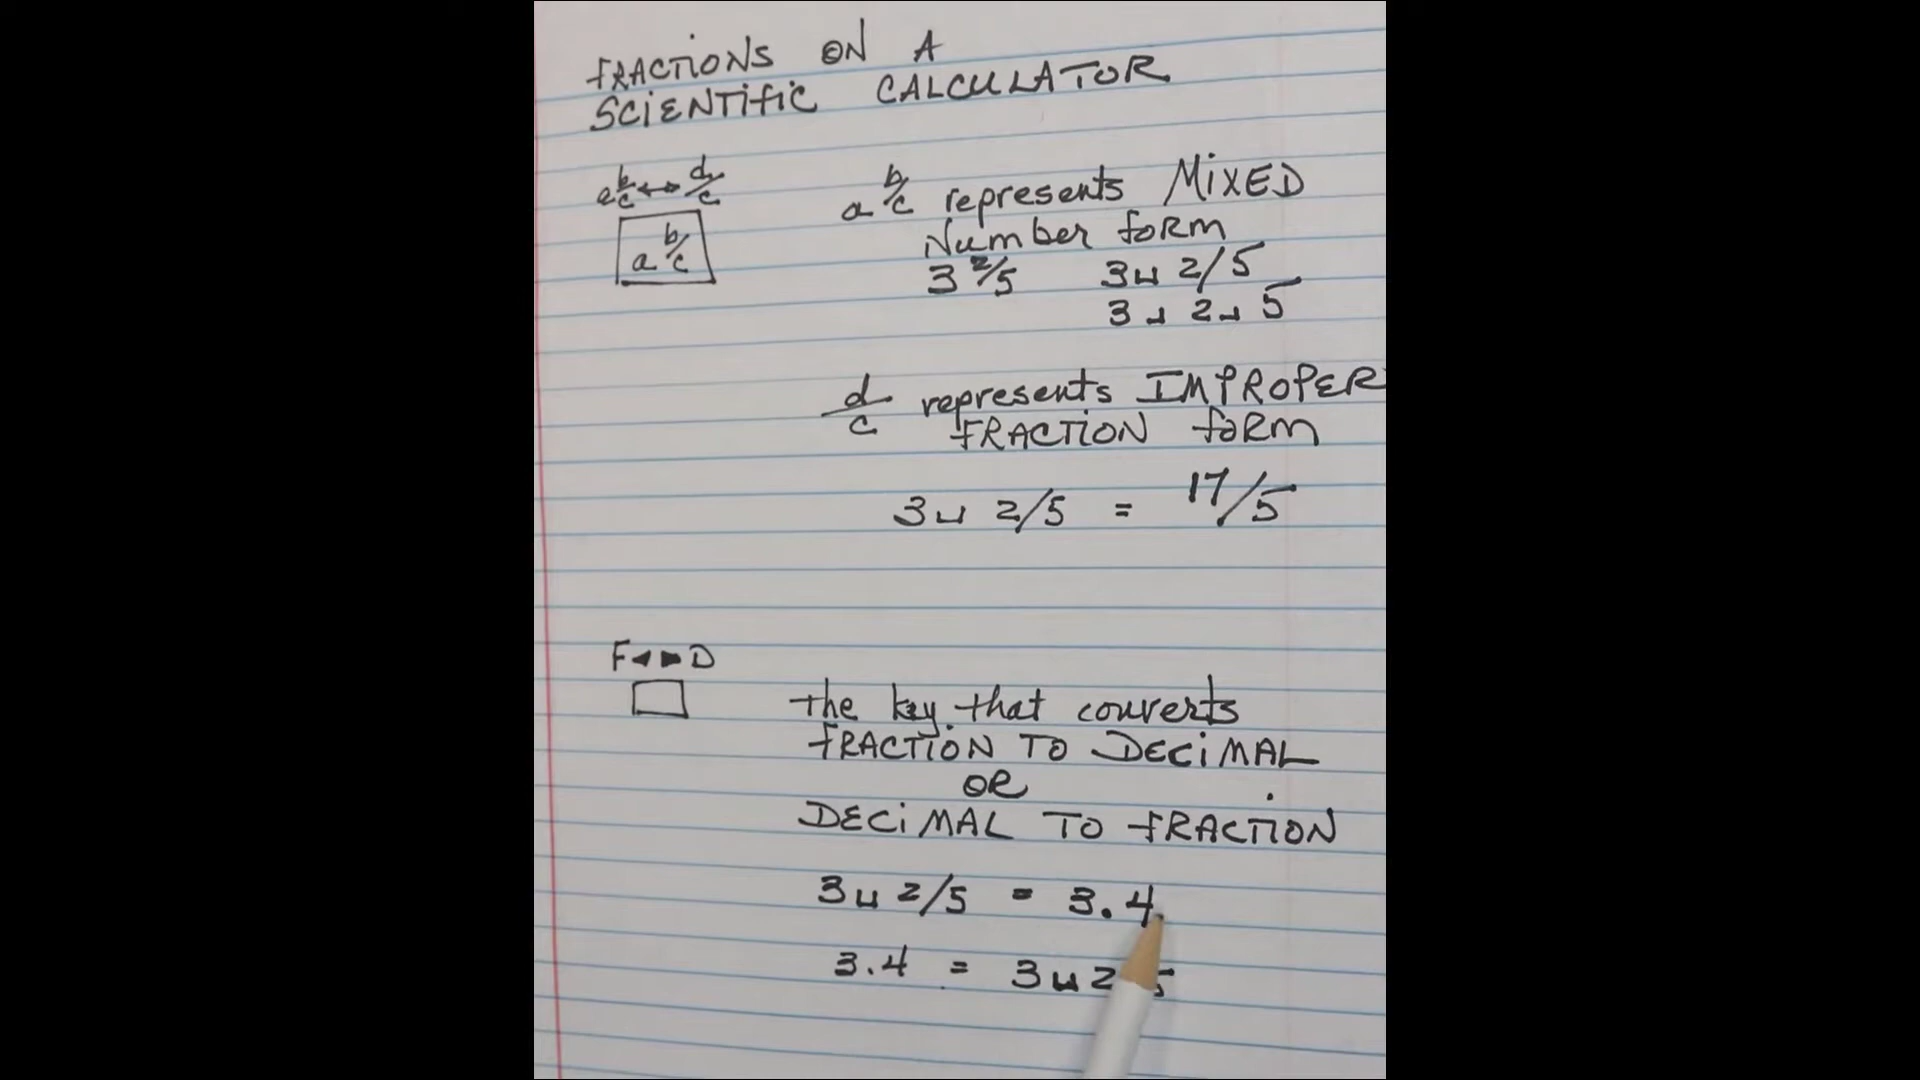 FRACTIONS ON A
SCIENTIFIC CALCULATOR
a b/c ↔ d/c
a b/c
a b/c represents MIXED
Number form
3 2/5 3⊔2/5
3⌟2⌟5
d/c represents IMPROPER
FRACTION form
3⊔2/5 = 17/5
F◄►D
the key that converts
FRACTION TO DECIMAL
OR
DECIMAL TO FRACTION
3⊔2/5 = 3.4
3.4 = 3⊔2 5